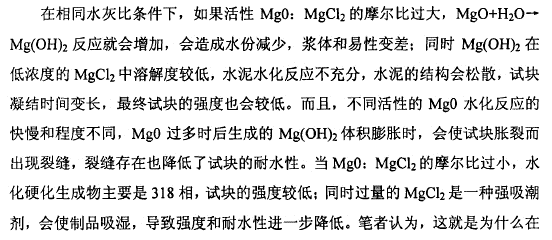 在相同水灰比条件下，如果活性 Mg0：MgCl₂ 的摩尔比过大，MgO+H₂O→
Mg(OH)₂ 反应就会增加，会造成水份减少，浆体和易性变差；同时 Mg(OH)₂ 在
低浓度的 MgCl₂ 中溶解度较低，水泥水化反应不充分，水泥的结构会松散，试块
凝结时间变长，最终试块的强度也会较低。而且，不同活性的 Mg0 水化反应的
快慢和程度不同，Mg0 过多时后生成的 Mg(OH)₂ 体积膨胀时，会使试块胀裂而
出现裂缝，裂缝存在也降低了试块的耐水性。当 Mg0：MgCl₂ 的摩尔比过小，水
化硬化生成物主要是 318 相，试块的强度较低；同时过量的 MgCl₂ 是一种强吸潮
剂，会使制品吸湿，导致强度和耐水性进一步降低。笔者认为，这就是为什么在